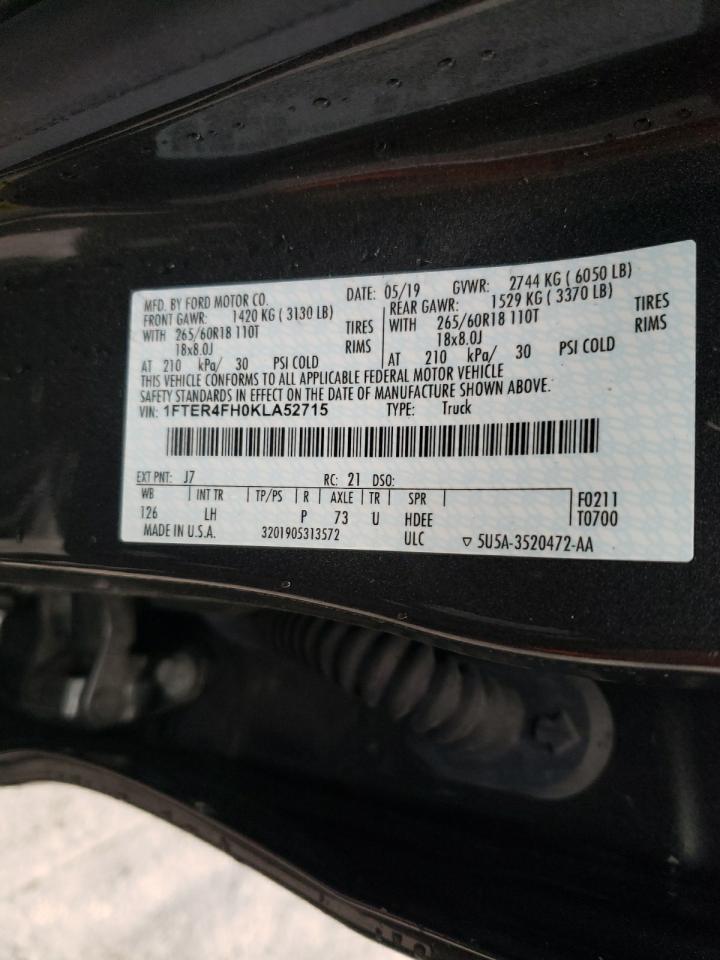 MFD. BY FORD MOTOR CO. DATE: 05/19 GVWR: 2744 KG ( 6050 LB)
FRONT GAWR: 1420 KG ( 3130 LB) REAR GAWR: 1529 KG ( 3370 LB)
WITH 265/60R18 110T TIRES WITH 265/60R18 110T TIRES
18x8.0J RIMS 18x8.0J RIMS
AT 210 kPa/ 30 PSI COLD AT 210 kPa/ 30 PSI COLD
THIS VEHICLE CONFORMS TO ALL APPLICABLE FEDERAL MOTOR VEHICLE
SAFETY STANDARDS IN EFFECT ON THE DATE OF MANUFACTURE SHOWN ABOVE.
VIN: 1FTER4FH0KLA52715 TYPE: Truck
EXT PNT: J7 RC: 21 DSO:
WB INT TR TP/PS R AXLE TR SPR F0211
126 LH P 73 U HDEE T0700
MADE IN U.S.A. 3201905313572 ULC ▽ 5U5A-3520472-AA